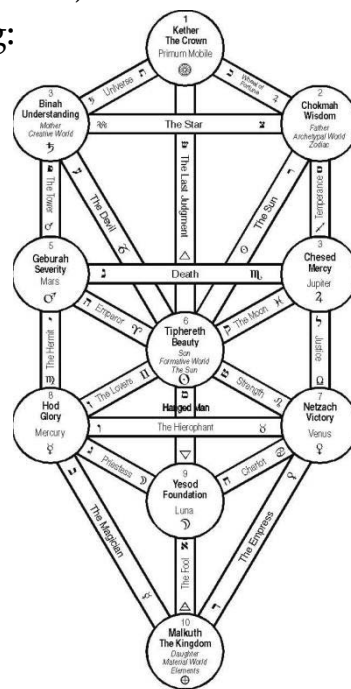 g:
1
Kether
The Crown
Primum Mobile
Universe
Wheel of
Fortune
3
Binah
Understanding
Mother
Creative World
♄
2
Chokmah
Wisdom
Father
Archetypal World
Zodiac
The Star
The Last Judgment
The Tower
The Devil
The Sun
Temperance
5
Geburah
Severity
Mars
♂
Death
3
Chesed
Mercy
Jupiter
♃
Emperor
The Moon
6
Tiphereth
Beauty
Sun
Formative World
The Sun
☉
The Hermit
Justice
The Lovers
Strength
8
Hod
Glory
Mercury
☿
Hanged Man
The Hierophant
7
Netzach
Victory
Venus
♀
Priestess
Chariot
9
Yesod
Foundation
Luna
☽
The Magician
The Fool
The Empress
10
Malkuth
The Kingdom
Daughter
Material World
Elements